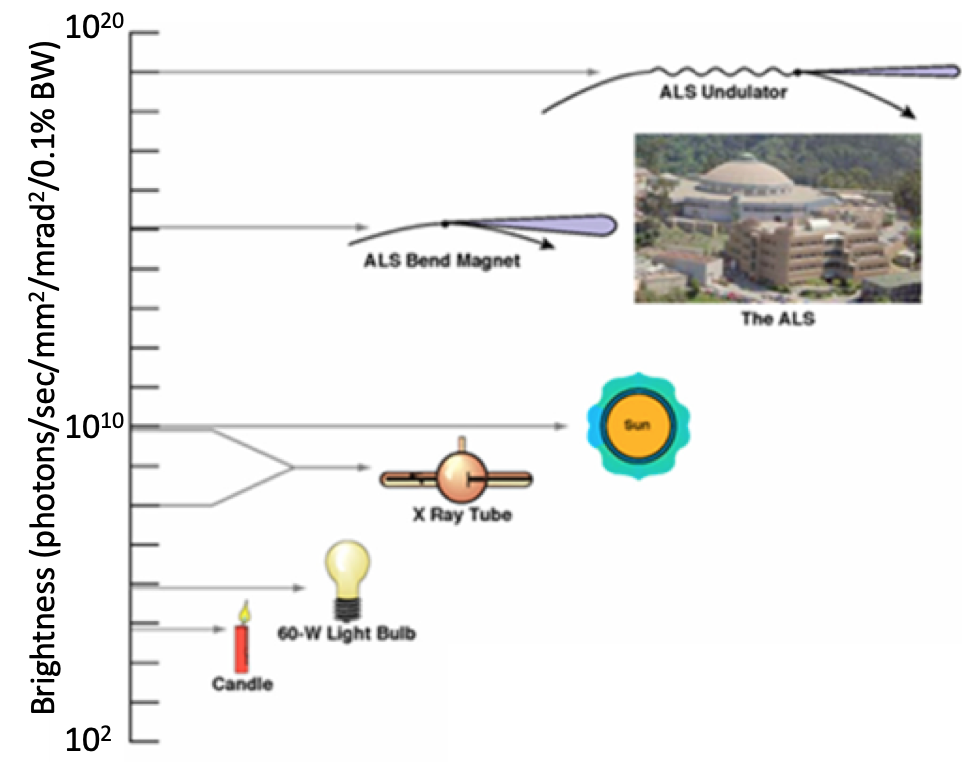 10²⁰
Brightness (photons/sec/mm²/mrad²/0.1% BW)
ALS Undulator
ALS Bend Magnet
The ALS
10¹⁰
Sun
X Ray Tube
60-W Light Bulb
Candle
10²